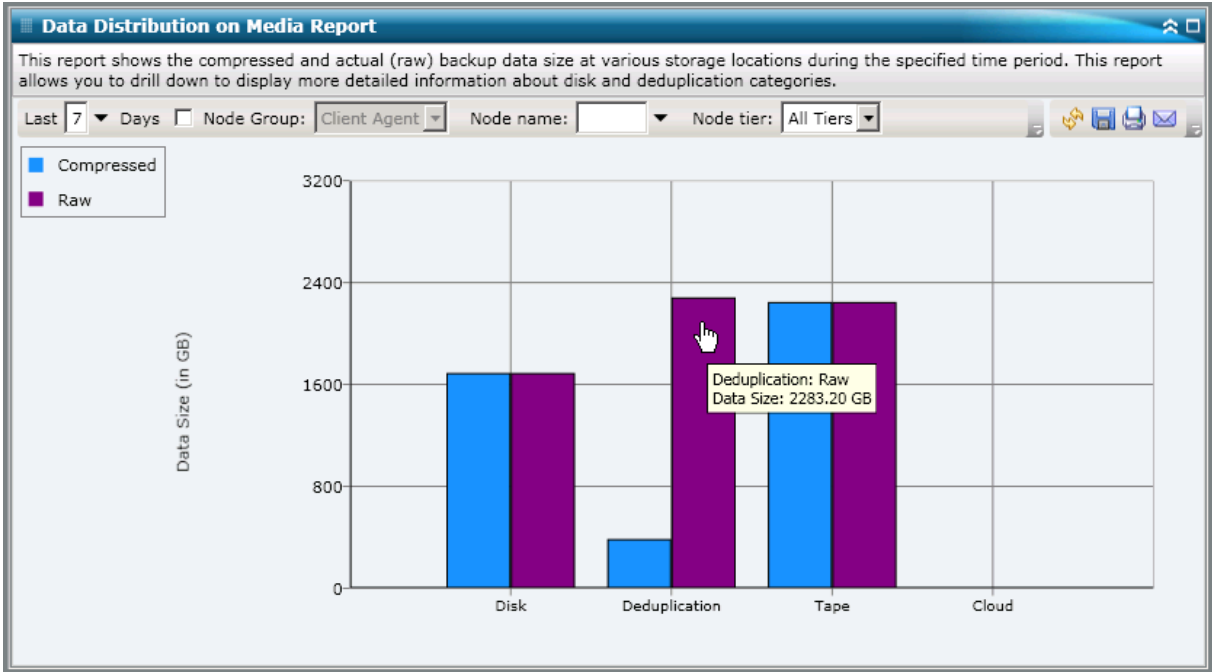 Data Distribution on Media Report
This report shows the compressed and actual (raw) backup data size at various storage locations during the specified time period. This report
allows you to drill down to display more detailed information about disk and deduplication categories.
Last 7 Days Node Group: Client Agent Node name: Node tier: All Tiers
Compressed
Raw
Data Size (in GB)
3200
2400
1600
800
0
Deduplication: Raw
Data Size: 2283.20 GB
Disk Deduplication Tape Cloud